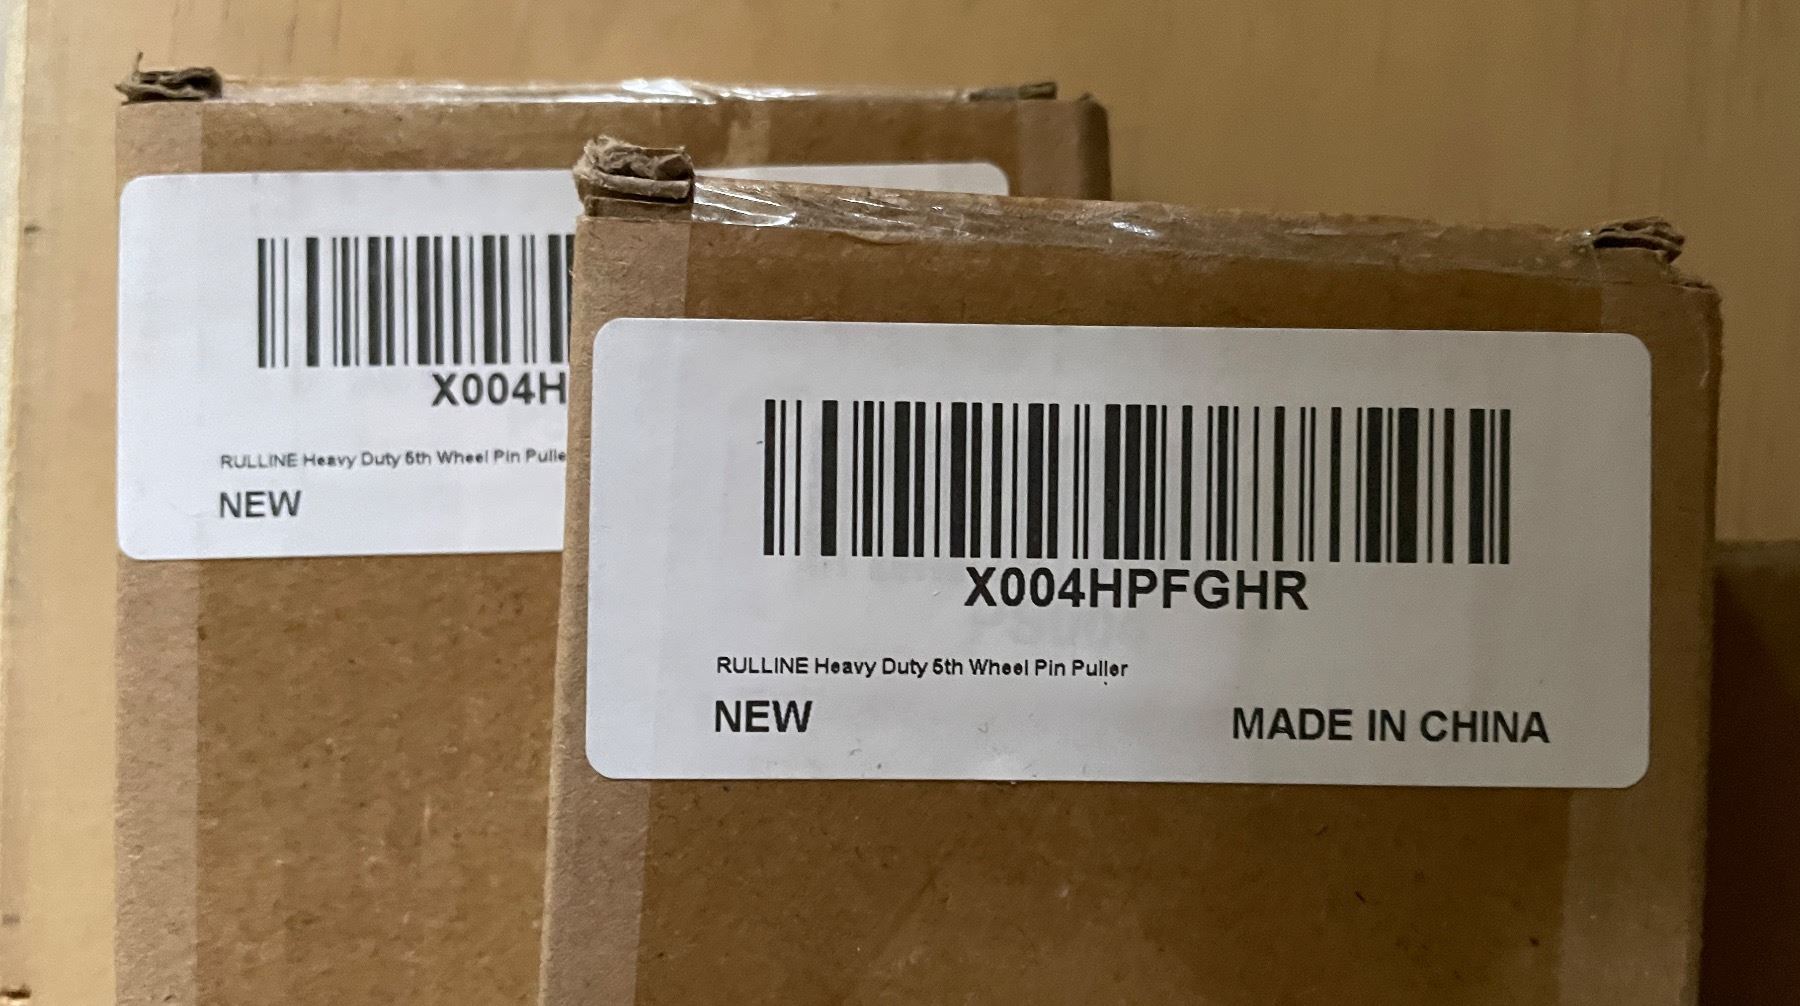 X004H
RULLINE Heavy Duty 5th Wheel Pin Pulle
NEW
X004HPFGHR
RULLINE Heavy Duty 5th Wheel Pin Puller
NEW
MADE IN CHINA